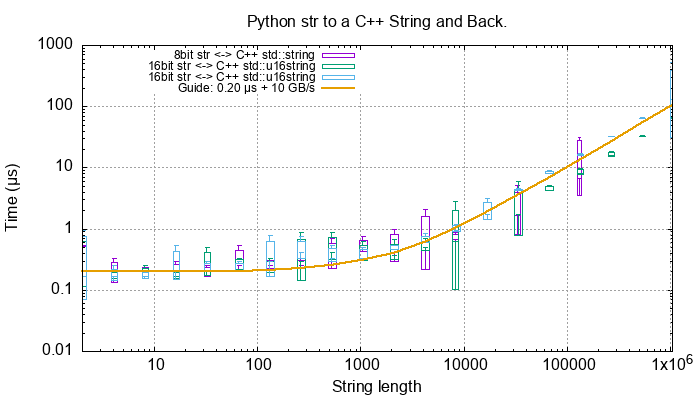 Python str to a C++ String and Back.
1000
100
10
1
0.1
0.01
Time (µs)
8bit str <-> C++ std::string
16bit str <-> C++ std::u16string
16bit str <-> C++ std::u16string
Guide: 0.20 µs + 10 GB/s
10 100 1000 10000 100000 1x10⁶
String length